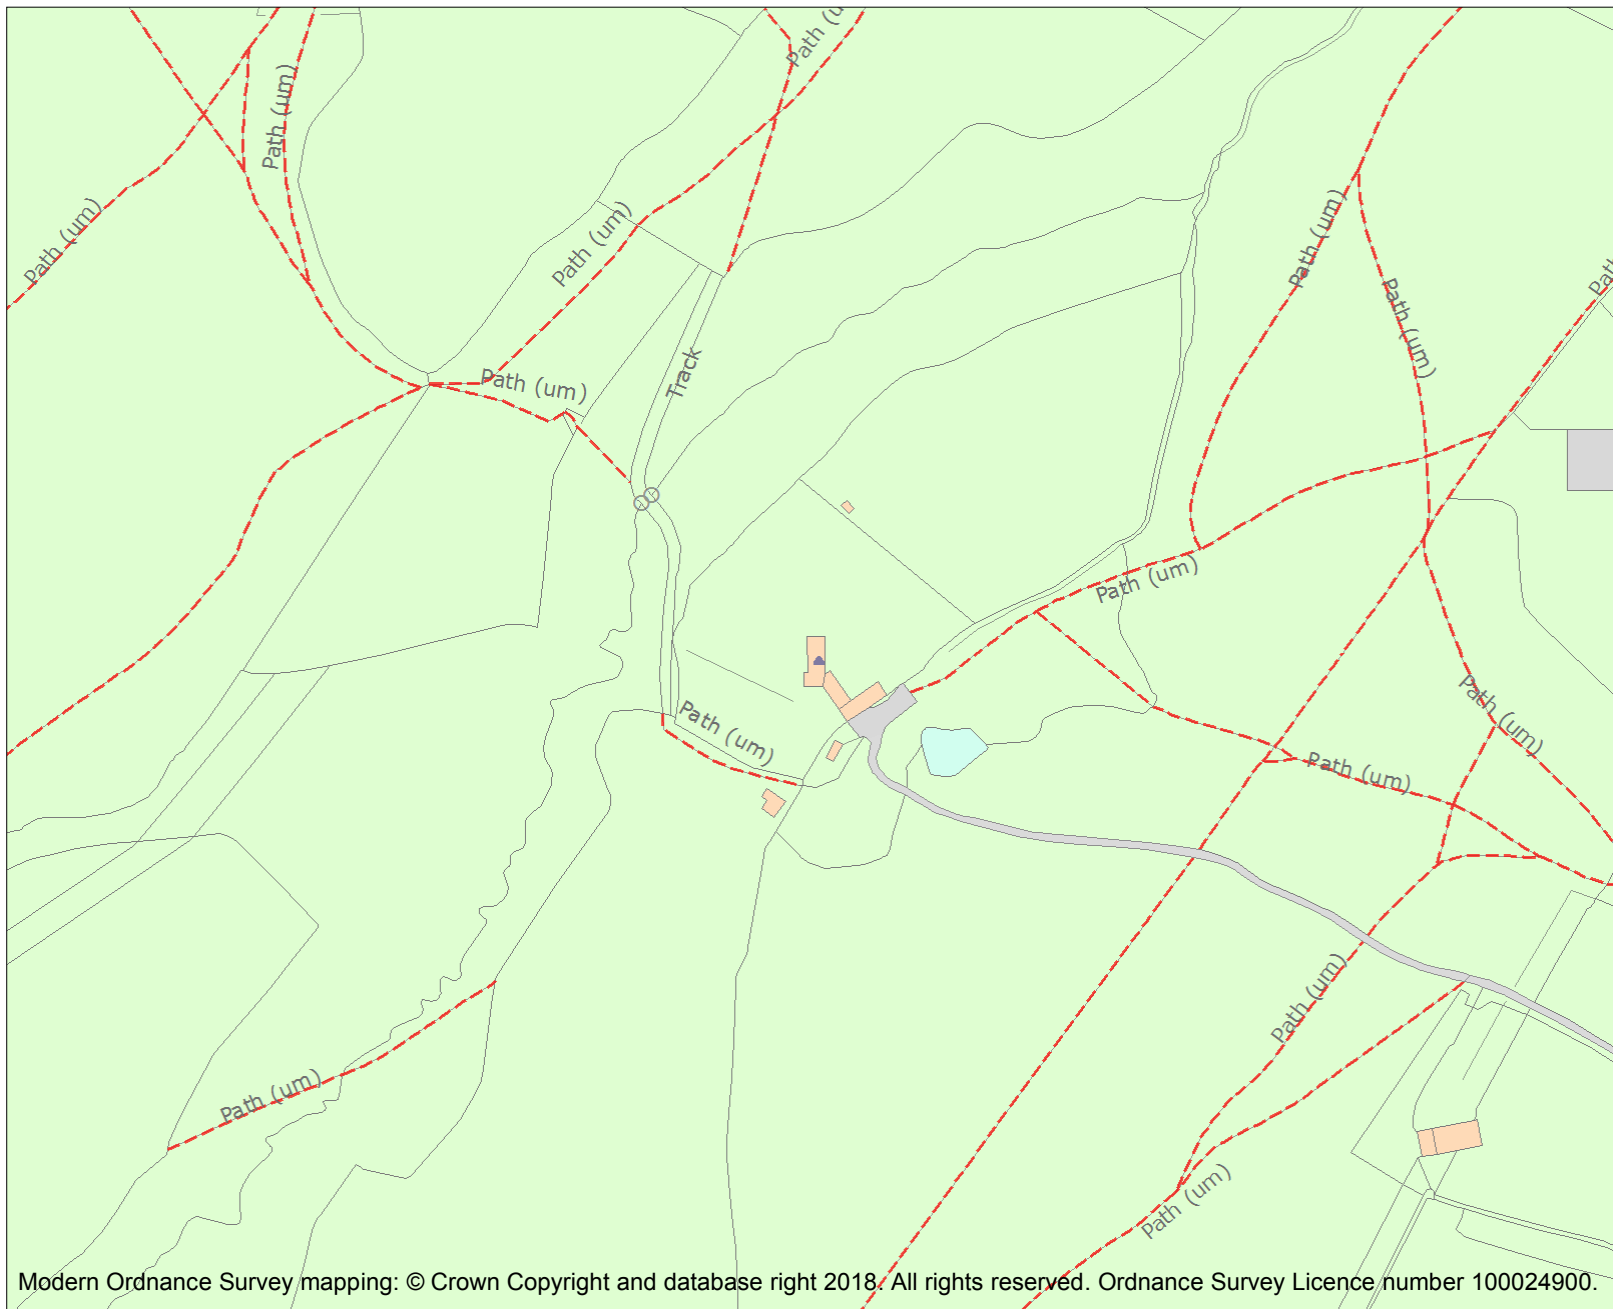 Path (u
Path (um)
Path (um)
Path (um)
Path (um)
Path
Path (um)
Track
Path (um)
Path (um)
Path (um)
Path (um)
Path (um)
Path (um)
Path (um)
Path (um)
Path (um)
Modern Ordnance Survey mapping: © Crown Copyright and database right 2018. All rights reserved. Ordnance Survey Licence number 100024900.